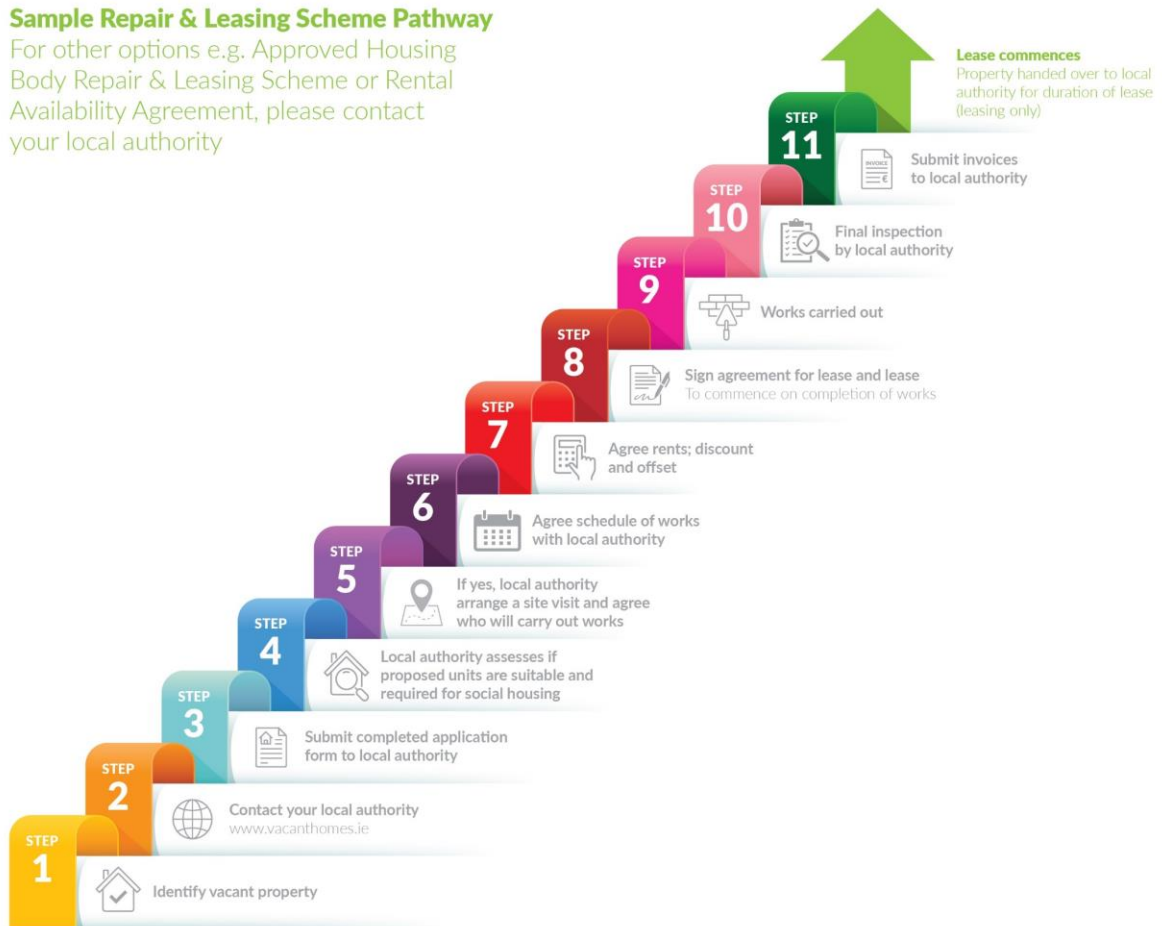 Sample Repair & Leasing Scheme Pathway
For other options e.g. Approved Housing
Body Repair & Leasing Scheme or Rental
Availability Agreement, please contact
your local authority
Lease commences
Property handed over to local
authority for duration of lease
(leasing only)
STEP
11
INVOICE
€
Submit invoices
to local authority
STEP
10
Final inspection
by local authority
STEP
9
Works carried out
STEP
8
Sign agreement for lease and lease
To commence on completion of works
STEP
7
Agree rents; discount
and offset
STEP
6
Agree schedule of works
with local authority
STEP
5
If yes, local authority
arrange a site visit and agree
who will carry out works
STEP
4
Local authority assesses if
proposed units are suitable and
required for social housing
STEP
3
Submit completed application
form to local authority
STEP
2
Contact your local authority
www.vacanthomes.ie
STEP
1
Identify vacant property